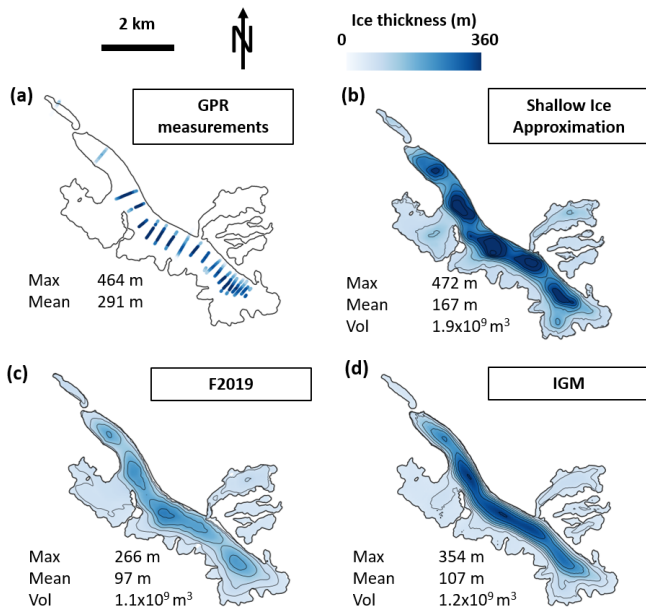 2 km
N
Ice thickness (m)
0 360
(a)
GPR
measurements
Max 464 m
Mean 291 m
(b)
Shallow Ice
Approximation
Max 472 m
Mean 167 m
Vol 1.9x10⁹ m³
(c)
F2019
Max 266 m
Mean 97 m
Vol 1.1x10⁹ m³
(d)
IGM
Max 354 m
Mean 107 m
Vol 1.2x10⁹ m³